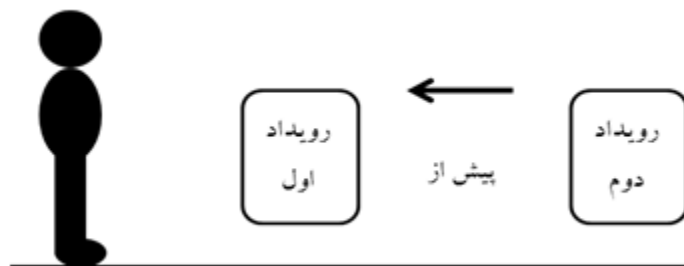 رویداد
دوم
پیش از
رویداد
اول